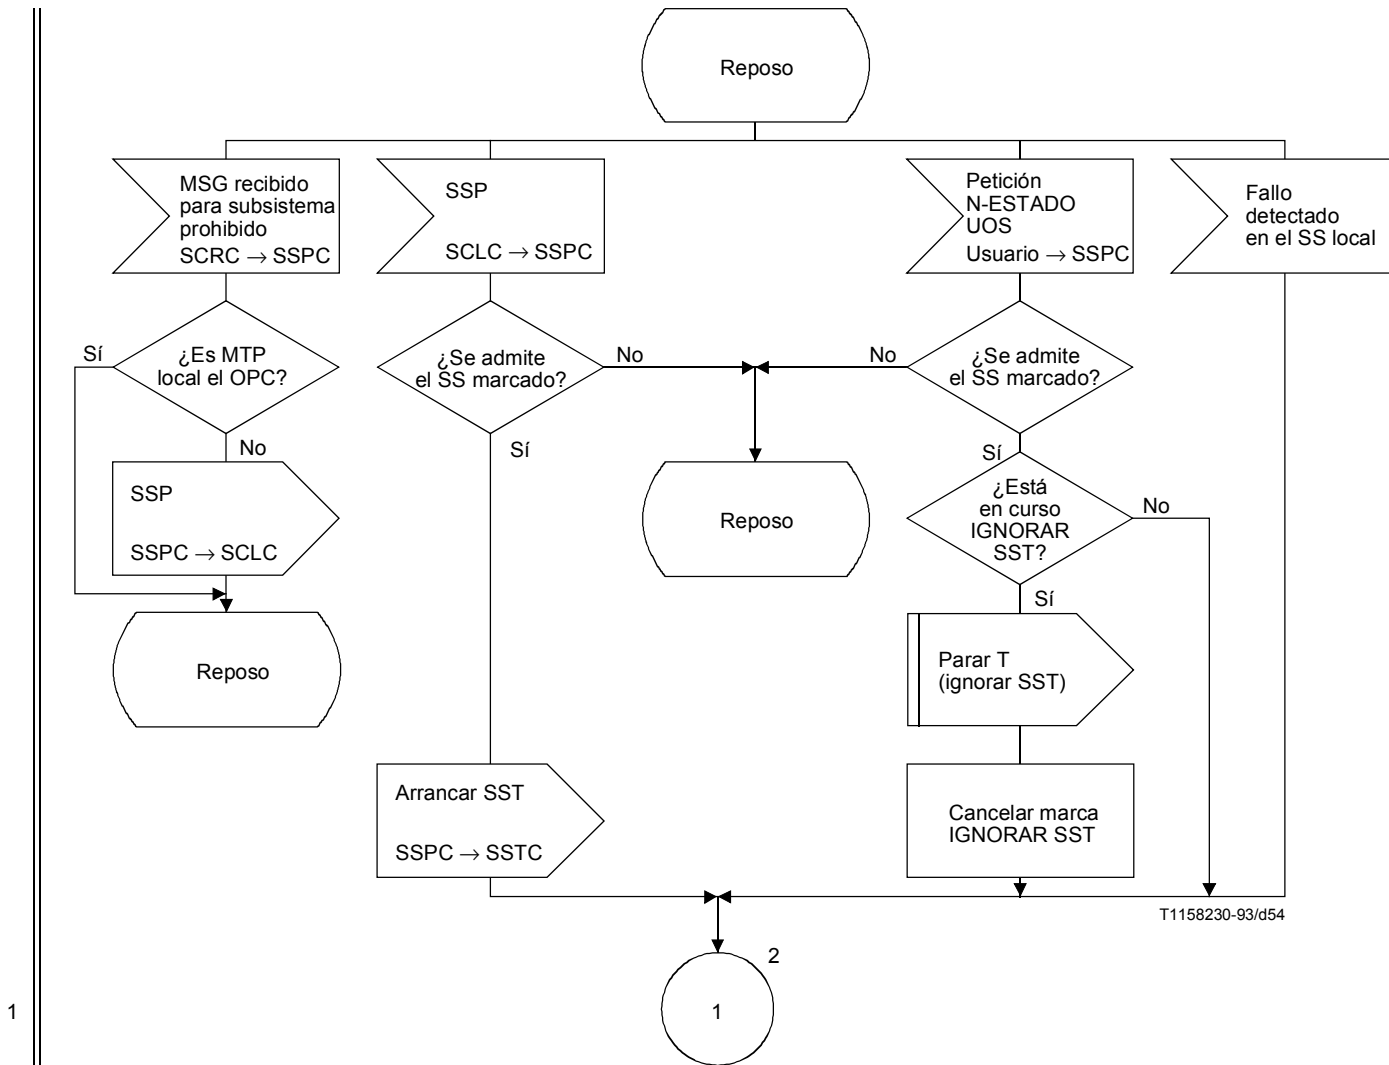 Reposo
MSG recibido
para subsistema
prohibido
SCRC → SSPC
SSP
SCLC → SSPC
Petición
N-ESTADO
UOS
Usuario → SSPC
Fallo
detectado
en el SS local
Sí
¿Es MTP
local el OPC?
No
¿Se admite
el SS marcado?
No
Sí
No
¿Se admite
el SS marcado?
Sí
SSP
SSPC → SCLC
Reposo
Reposo
¿Está
en curso
IGNORAR
SST?
No
Sí
Parar T
(ignorar SST)
Arrancar SST
SSPC → SSTC
Cancelar marca
IGNORAR SST
T1158230-93/d54
2
1
1